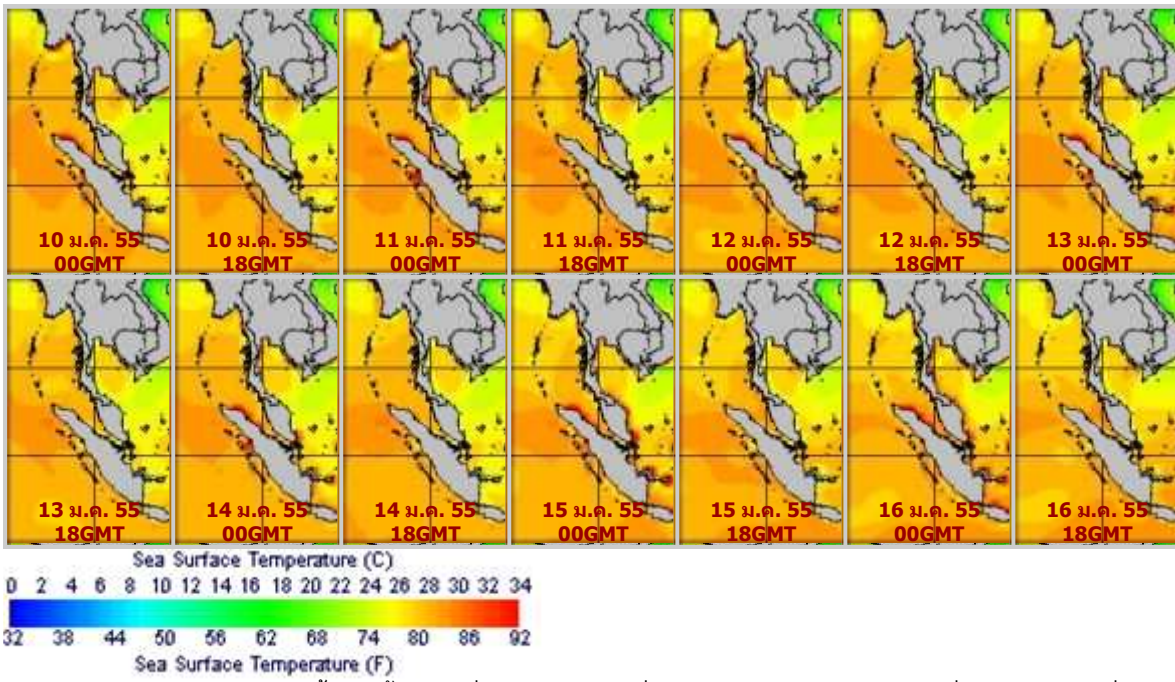 10 ม.ค. 55
00GMT
10 ม.ค. 55
18GMT
11 ม.ค. 55
00GMT
11 ม.ค. 55
18GMT
12 ม.ค. 55
00GMT
12 ม.ค. 55
18GMT
13 ม.ค. 55
00GMT
13 ม.ค. 55
18GMT
14 ม.ค. 55
00GMT
14 ม.ค. 55
18GMT
15 ม.ค. 55
00GMT
15 ม.ค. 55
18GMT
16 ม.ค. 55
00GMT
16 ม.ค. 55
18GMT
Sea Surface Temperature (C)
0 2 4 6 8 10 12 14 16 18 20 22 24 26 28 30 32 34
32 38 44 50 56 62 68 74 80 86 92
Sea Surface Temperature (F)